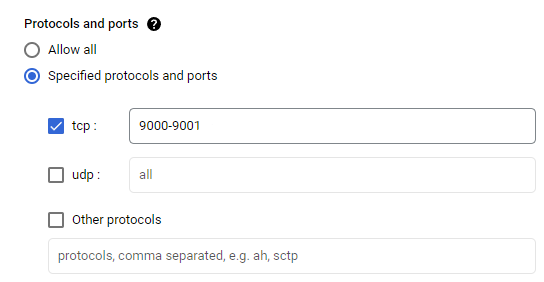 Protocols and ports ?
Allow all
Specified protocols and ports
tcp : 9000-9001
udp : all
Other protocols
protocols, comma separated, e.g. ah, sctp